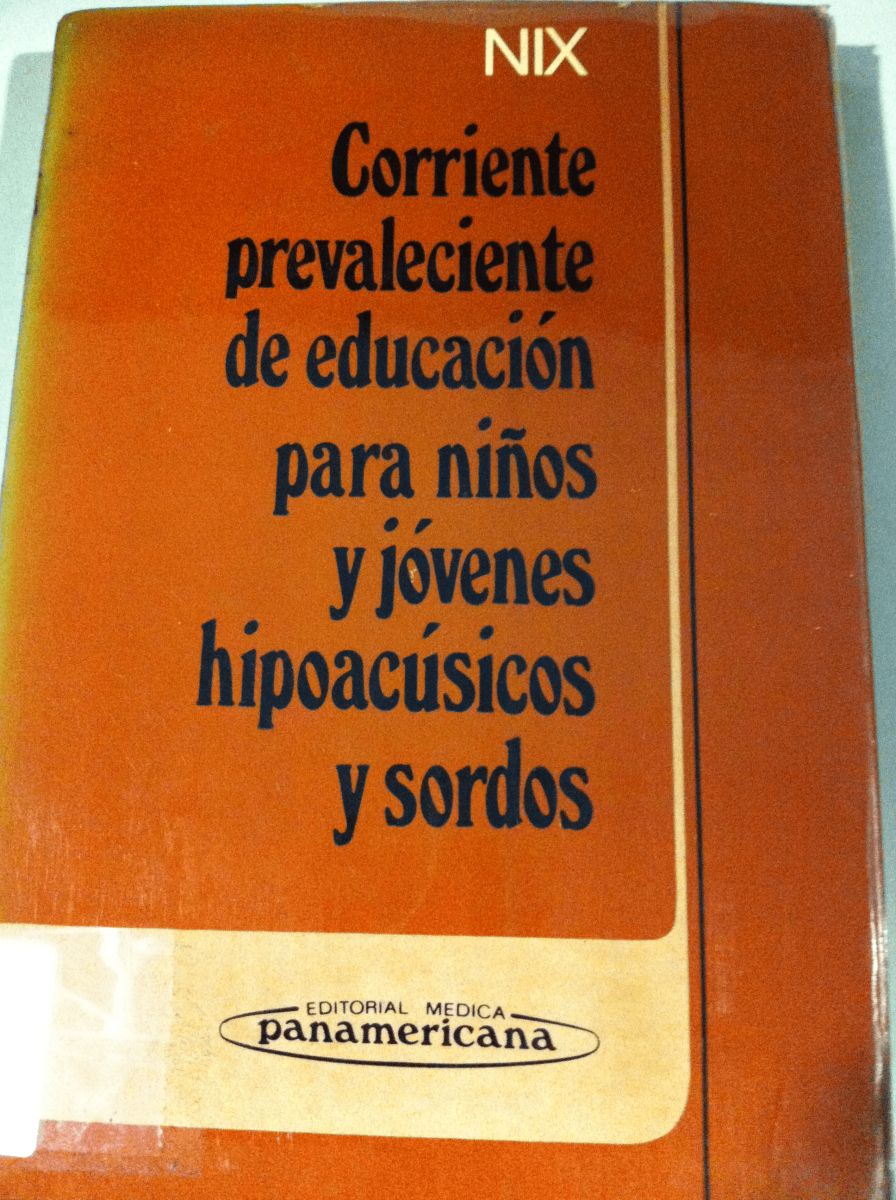 NIX
Corriente
prevaleciente
de educación
para niños
y jóvenes
hipoacúsicos
y sordos
EDITORIAL MEDICA
panamericana